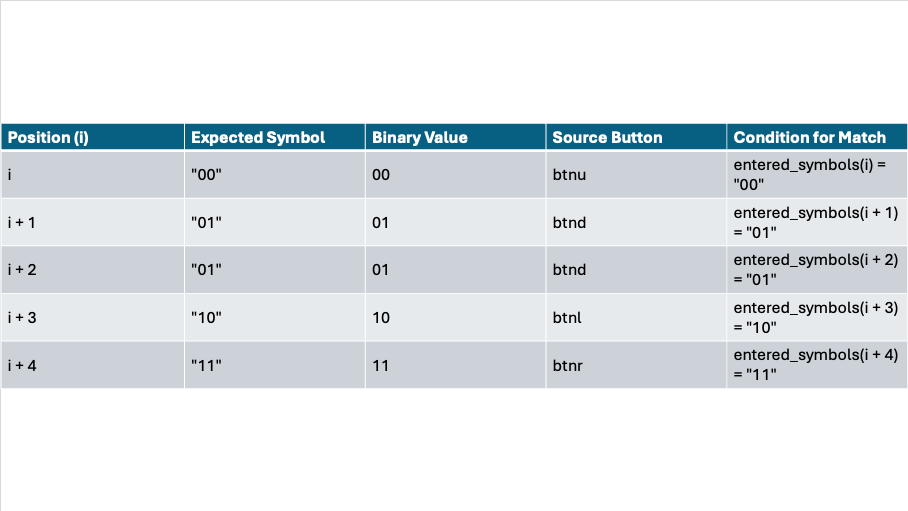 Position (i) Expected Symbol Binary Value Source Button Condition for Match
i "00" 00 btnu entered_symbols(i) =
"00"
i + 1 "01" 01 btnd entered_symbols(i + 1)
= "01"
i + 2 "01" 01 btnd entered_symbols(i + 2)
= "01"
i + 3 "10" 10 btnl entered_symbols(i + 3)
= "10"
i + 4 "11" 11 btnr entered_symbols(i + 4)
= "11"